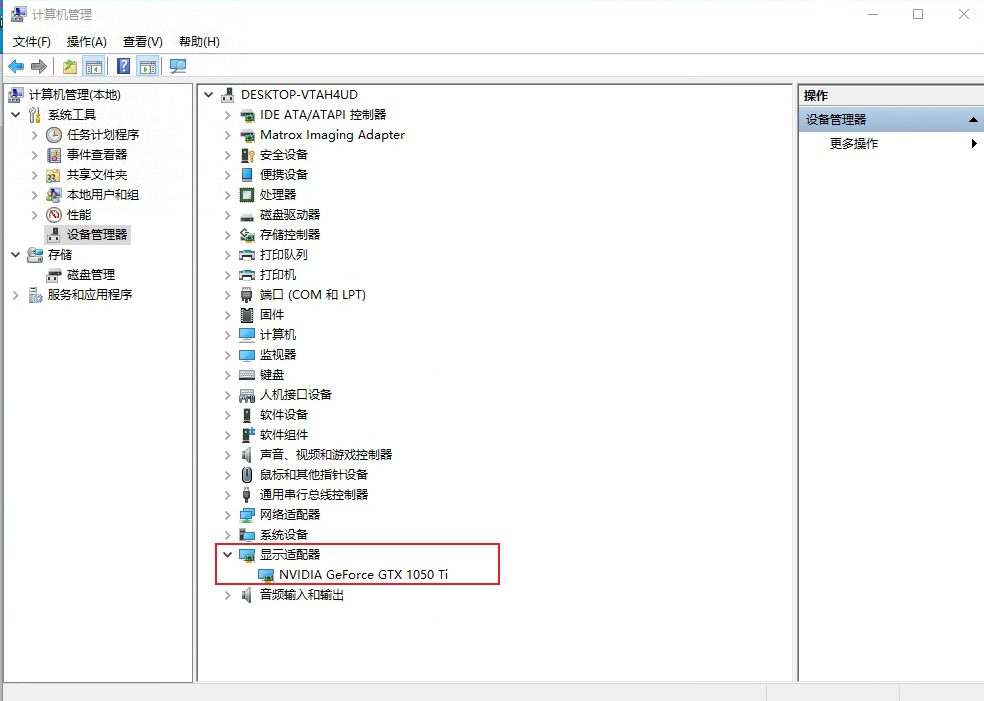 计算机管理
文件(F) 操作(A) 查看(V) 帮助(H)
计算机管理(本地)
系统工具
任务计划程序
事件查看器
共享文件夹
本地用户和组
性能
设备管理器
存储
磁盘管理
服务和应用程序
DESKTOP-VTAH4UD
IDE ATA/ATAPI 控制器
Matrox Imaging Adapter
安全设备
便携设备
处理器
磁盘驱动器
存储控制器
打印队列
打印机
端口 (COM 和 LPT)
固件
计算机
监视器
键盘
人机接口设备
软件设备
软件组件
声音、视频和游戏控制器
鼠标和其他指针设备
通用串行总线控制器
网络适配器
系统设备
显示适配器
NVIDIA GeForce GTX 1050 Ti
音频输入和输出
操作
设备管理器
更多操作